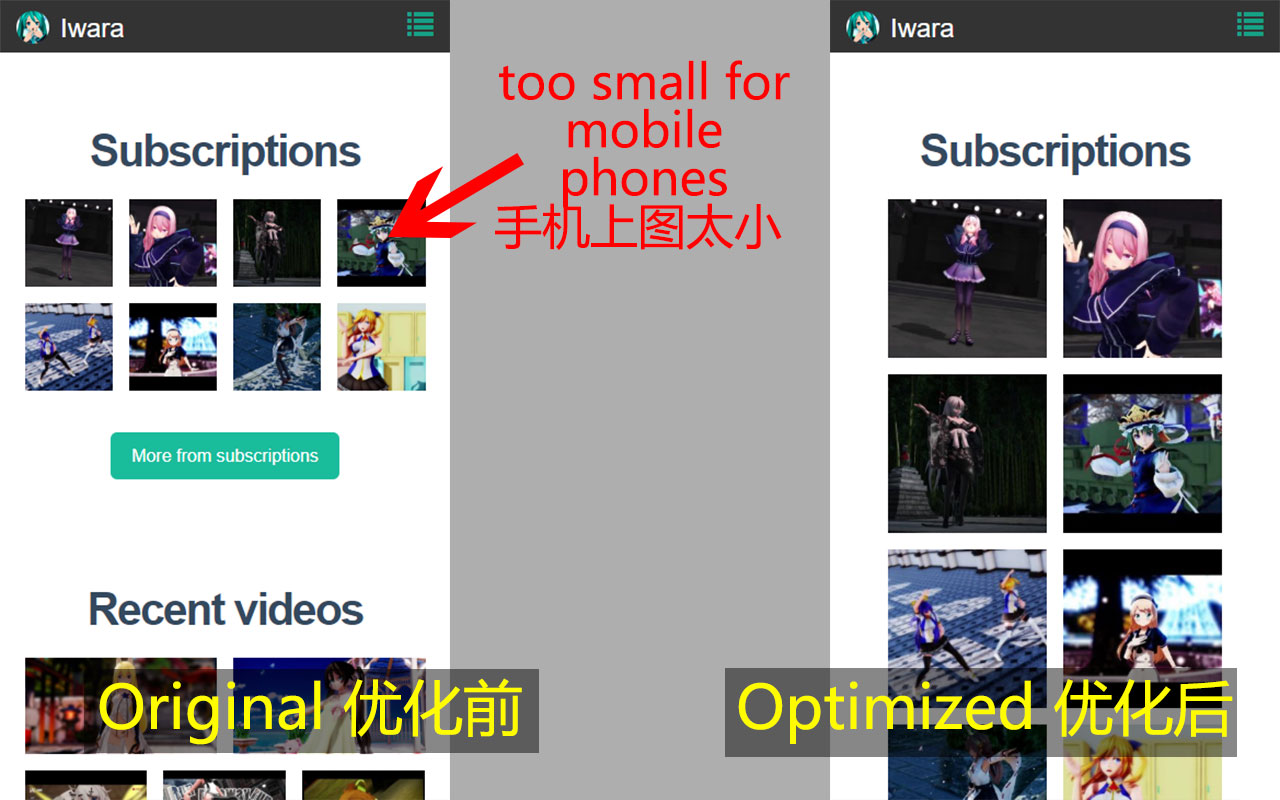 Iwara
Subscriptions
More from subscriptions
Recent videos
Original 优化前
too small for
mobile
phones
手机上图太小
Iwara
Subscriptions
Optimized 优化后